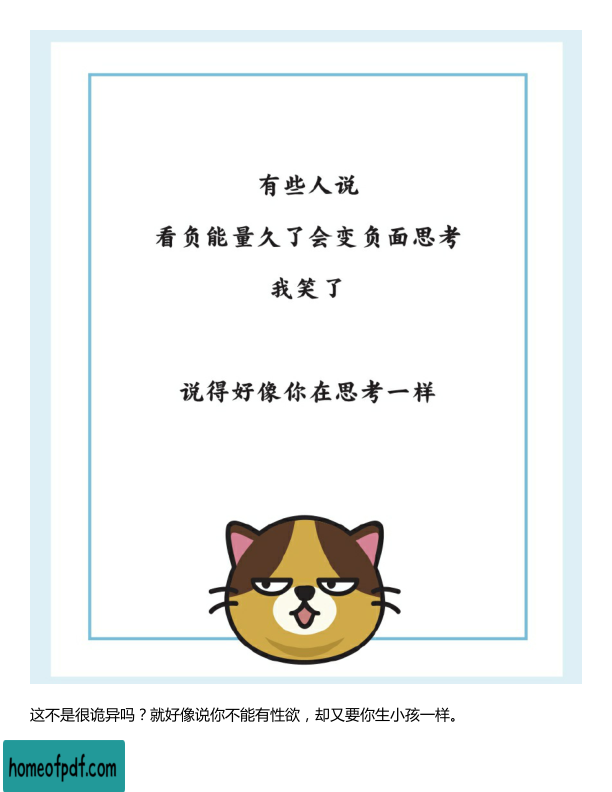 有些人说
看负能量久了会变负面思考
我笑了
说得好像你在思考一样
这不是很诡异吗？就好像说你不能有性欲，却又要你生小孩一样。
homeofpdf.com